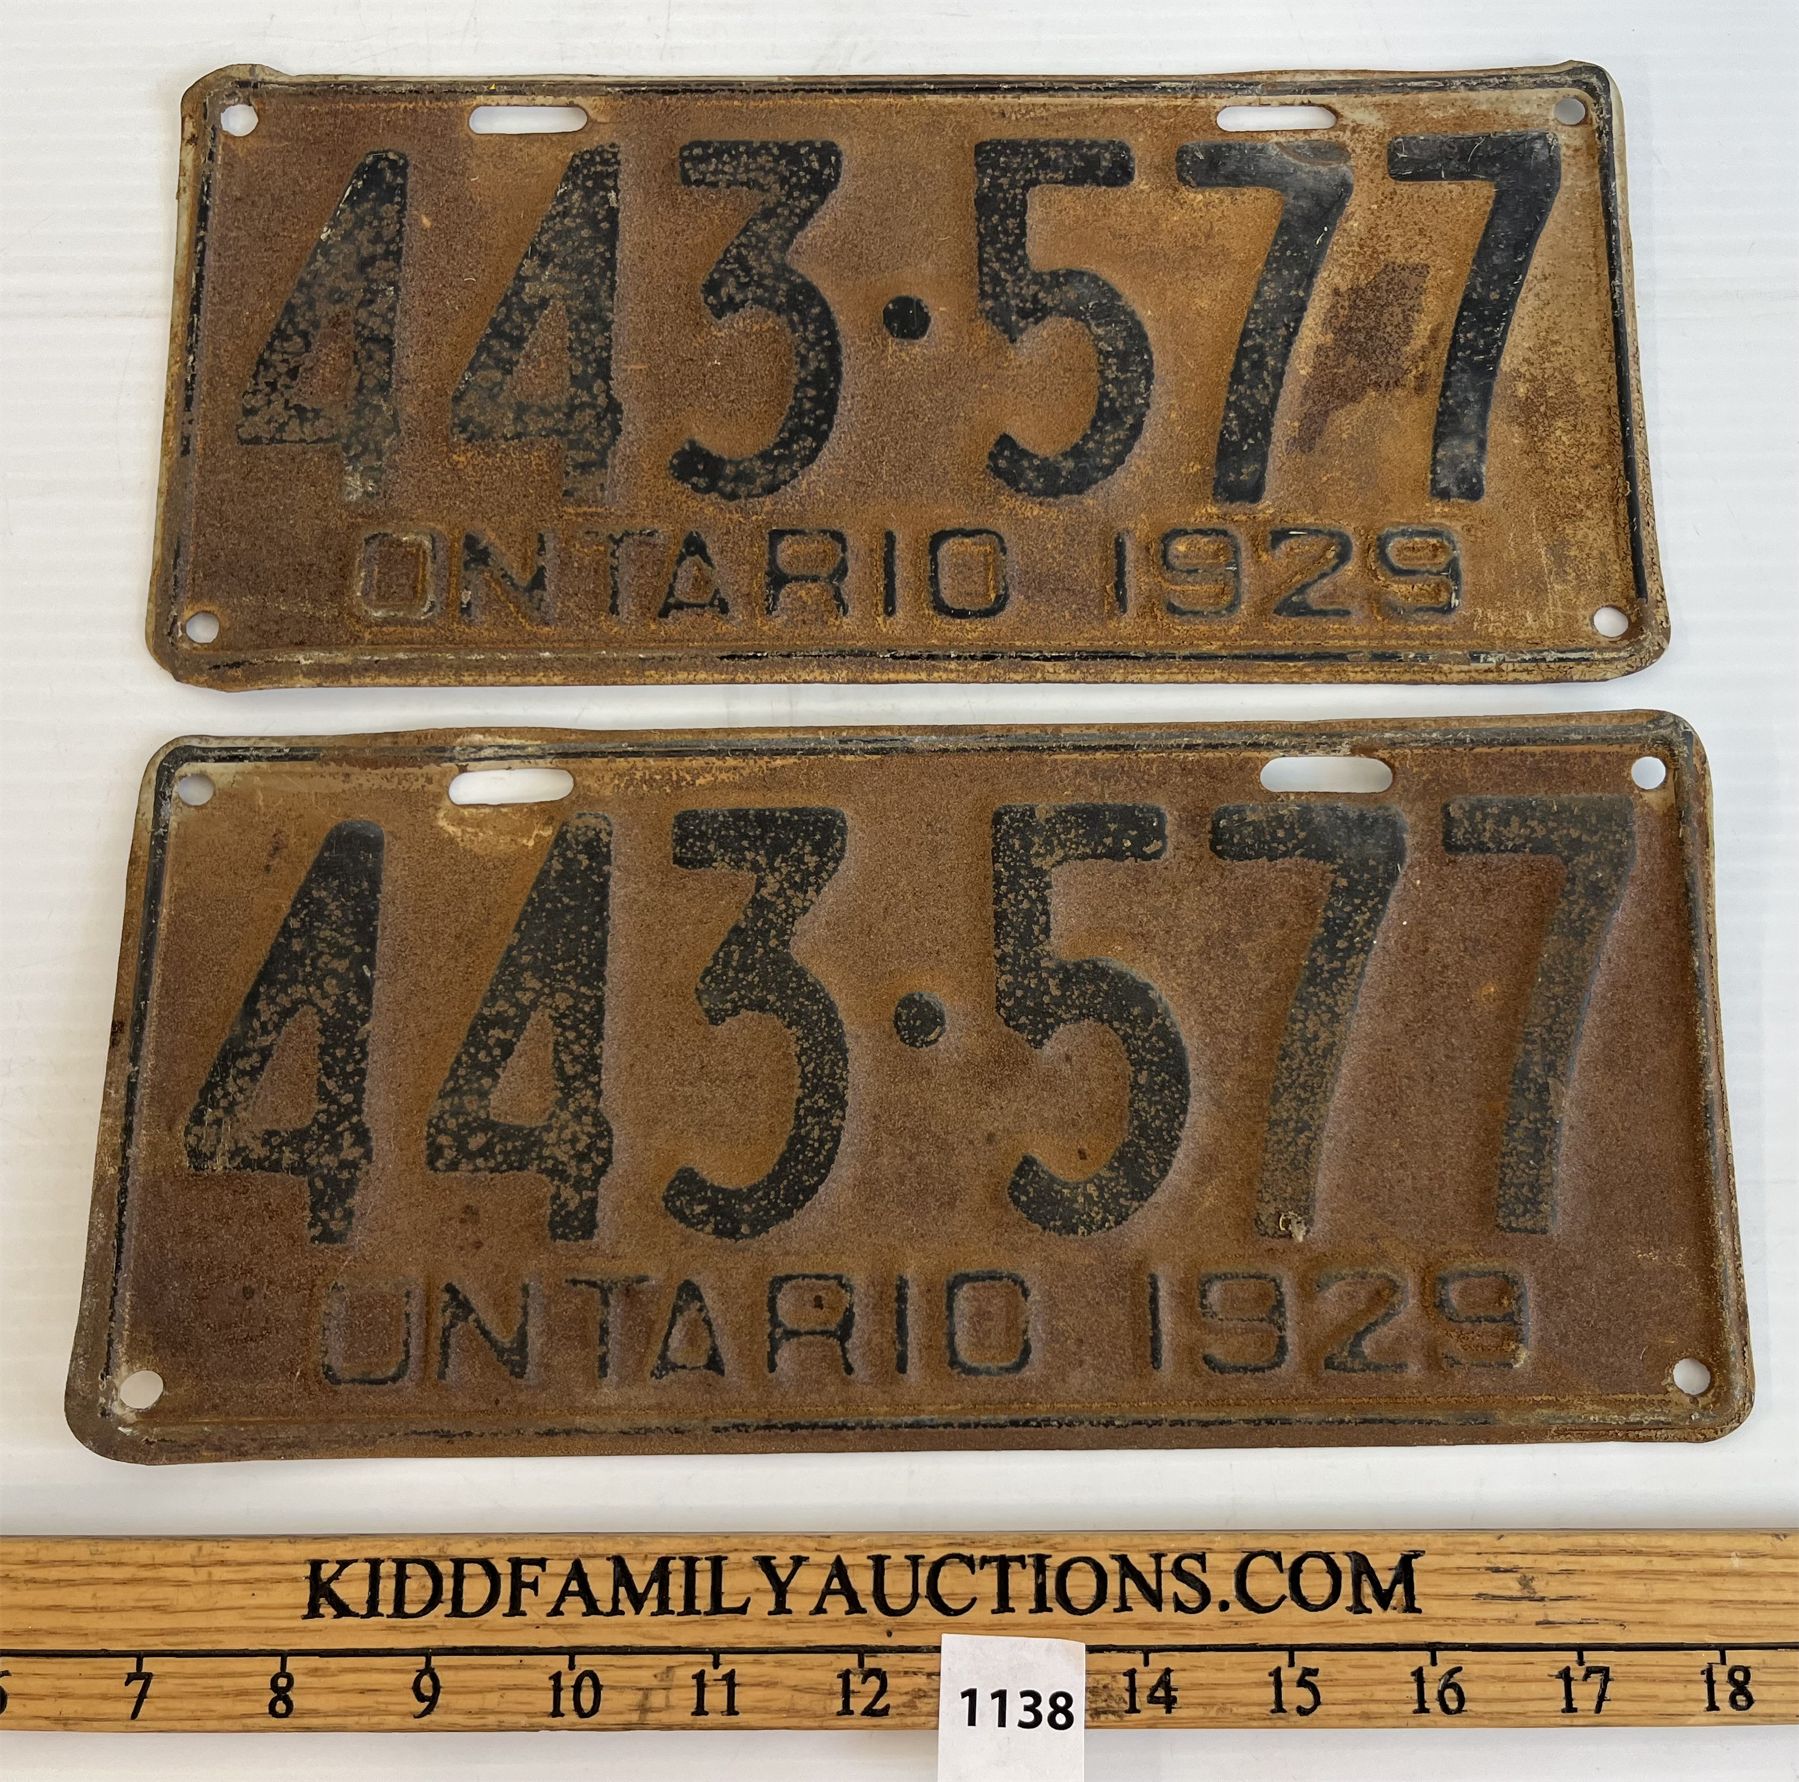 443·577
ONTARIO 1929
443·577
ONTARIO 1929
KIDDFAMILYAUCTIONS.COM
7 8 9 10 11 12 14 15 16 17 18
1138